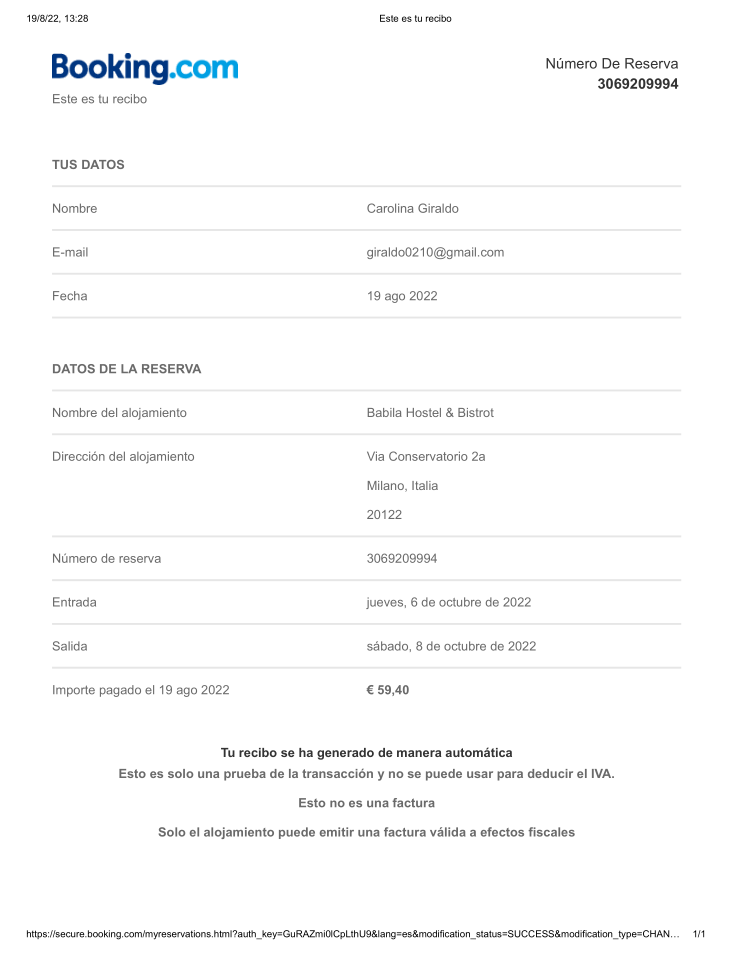 19/8/22, 13:28 Este es tu recibo
Booking.com
Número De Reserva
3069209994
Este es tu recibo
TUS DATOS
Nombre Carolina Giraldo
E-mail giraldo0210@gmail.com
Fecha 19 ago 2022
DATOS DE LA RESERVA
Nombre del alojamiento Babila Hostel & Bistrot
Dirección del alojamiento Via Conservatorio 2a
Milano, Italia
20122
Número de reserva 3069209994
Entrada jueves, 6 de octubre de 2022
Salida sábado, 8 de octubre de 2022
Importe pagado el 19 ago 2022 € 59,40
Tu recibo se ha generado de manera automática
Esto es solo una prueba de la transacción y no se puede usar para deducir el IVA.
Esto no es una factura
Solo el alojamiento puede emitir una factura válida a efectos fiscales
https://secure.booking.com/myreservations.html?auth_key=GuRAZmi0lCpLthU9&lang=es&modification_status=SUCCESS&modification_type=CHAN… 1/1